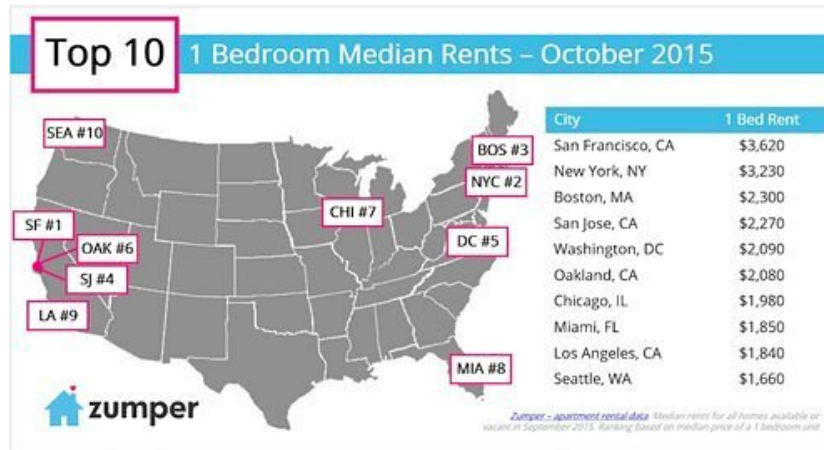 Top 10
1 Bedroom Median Rents – October 2015
SEA #10
BOS #3
NYC #2
CHI #7
SF #1
OAK #6
DC #5
SJ #4
LA #9
MIA #8
City 1 Bed Rent
San Francisco, CA $3,620
New York, NY $3,230
Boston, MA $2,300
San Jose, CA $2,270
Washington, DC $2,090
Oakland, CA $2,080
Chicago, IL $1,980
Miami, FL $1,850
Los Angeles, CA $1,840
Seattle, WA $1,660
zumper
Zumper – apartment rental data. Median rents for all homes available or
vacant in September 2015. Ranking based on median price of a 1 bedroom unit.